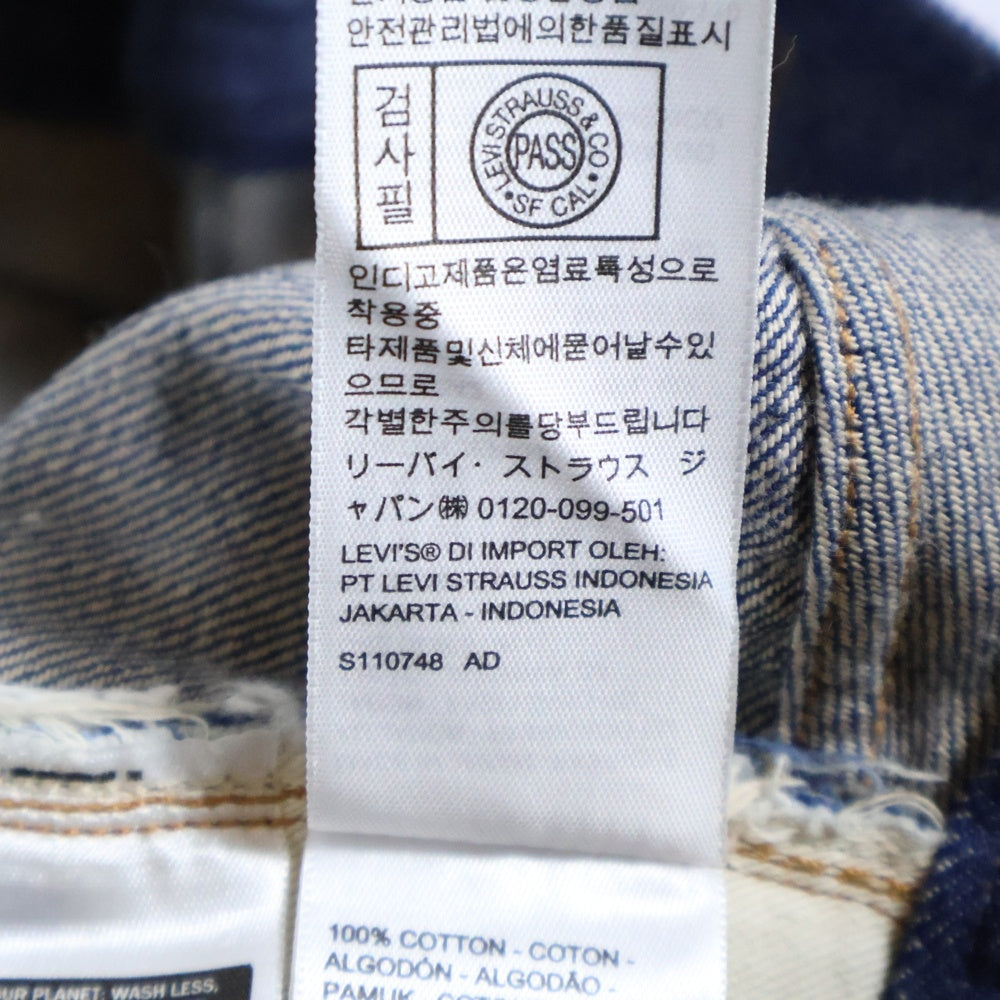 안전관리법에의한품질표시
검
사
필
LEVI STRAUSS & CO
PASS
SF CAL
인디고제품은염료특성으로
착용중
타제품및신체에묻어날수있
으므로
각별한주의를당부드립니다
リーバイ・ストラウス ジ
ャパン㈱ 0120-099-501
LEVI'S® DI IMPORT OLEH:
PT LEVI STRAUSS INDONESIA
JAKARTA - INDONESIA
S110748 AD
100% COTTON - COTON -
ALGODÓN - ALGODÃO -
PAMUK
PLANET: WASH LESS,